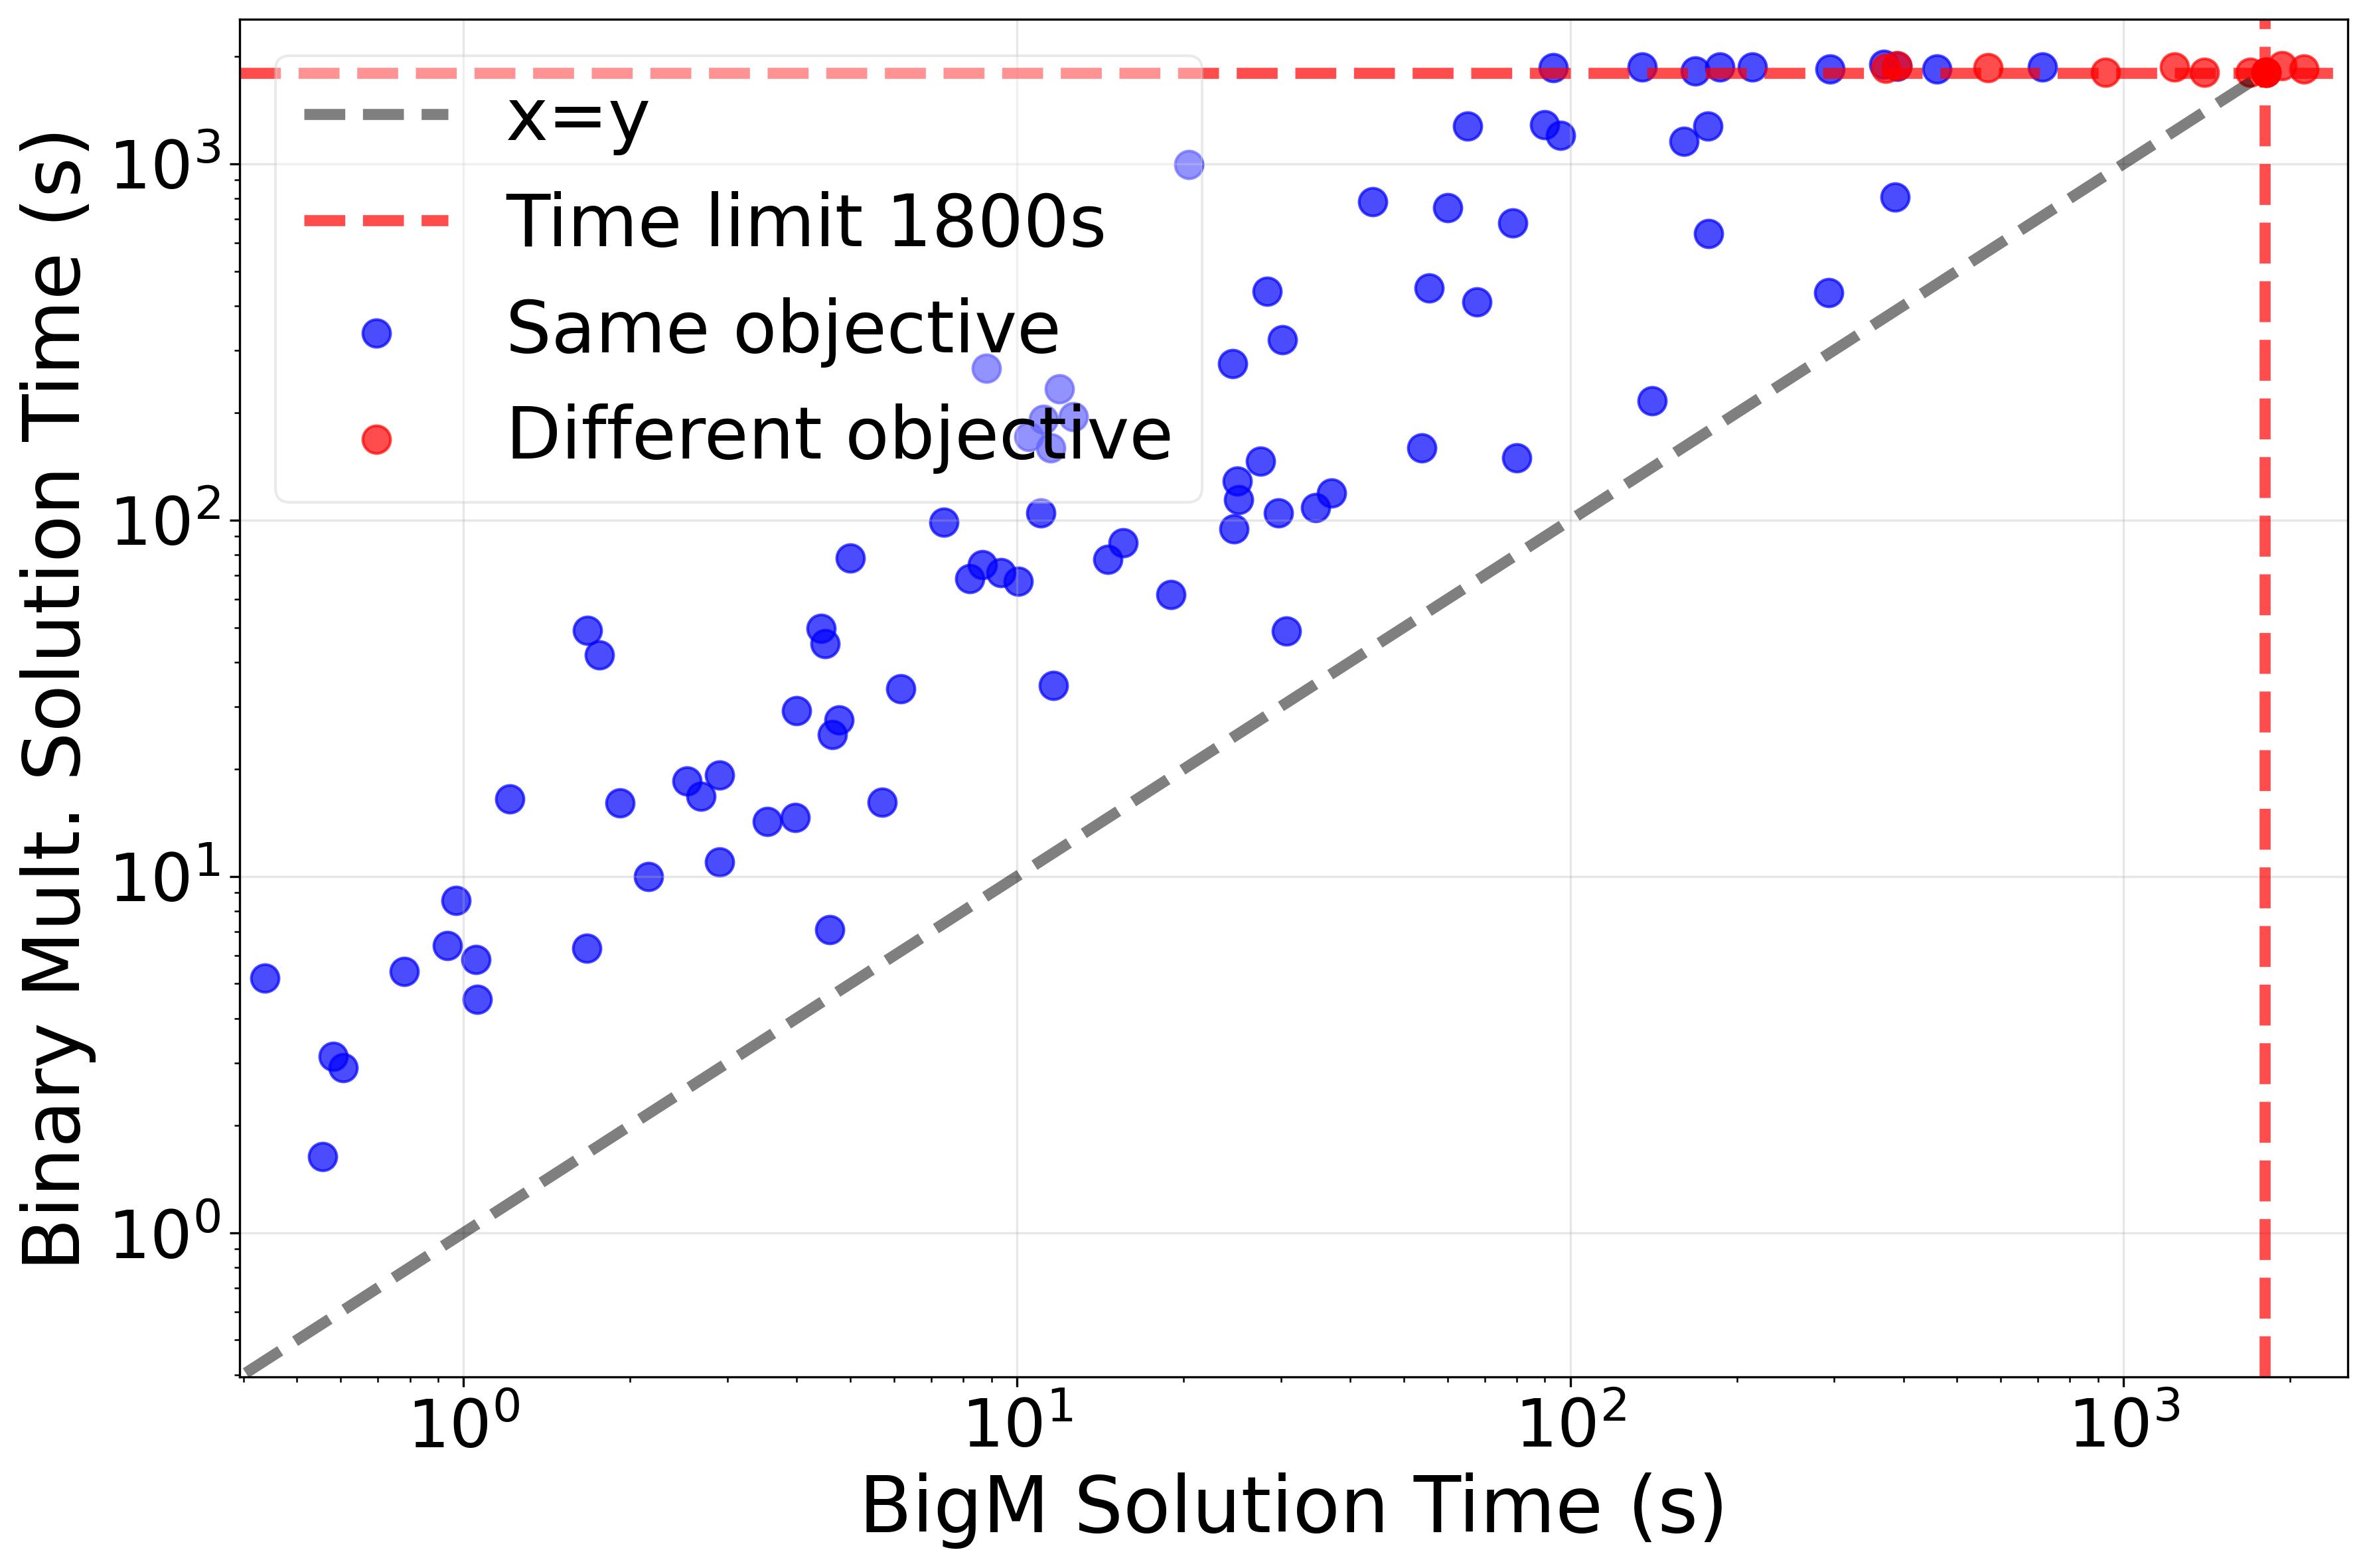 x=y
Time limit 1800s
Same objective
Different objective
Binary Mult. Solution Time (s)
10³
10²
10¹
10⁰
10⁰ 10¹ 10² 10³
BigM Solution Time (s)